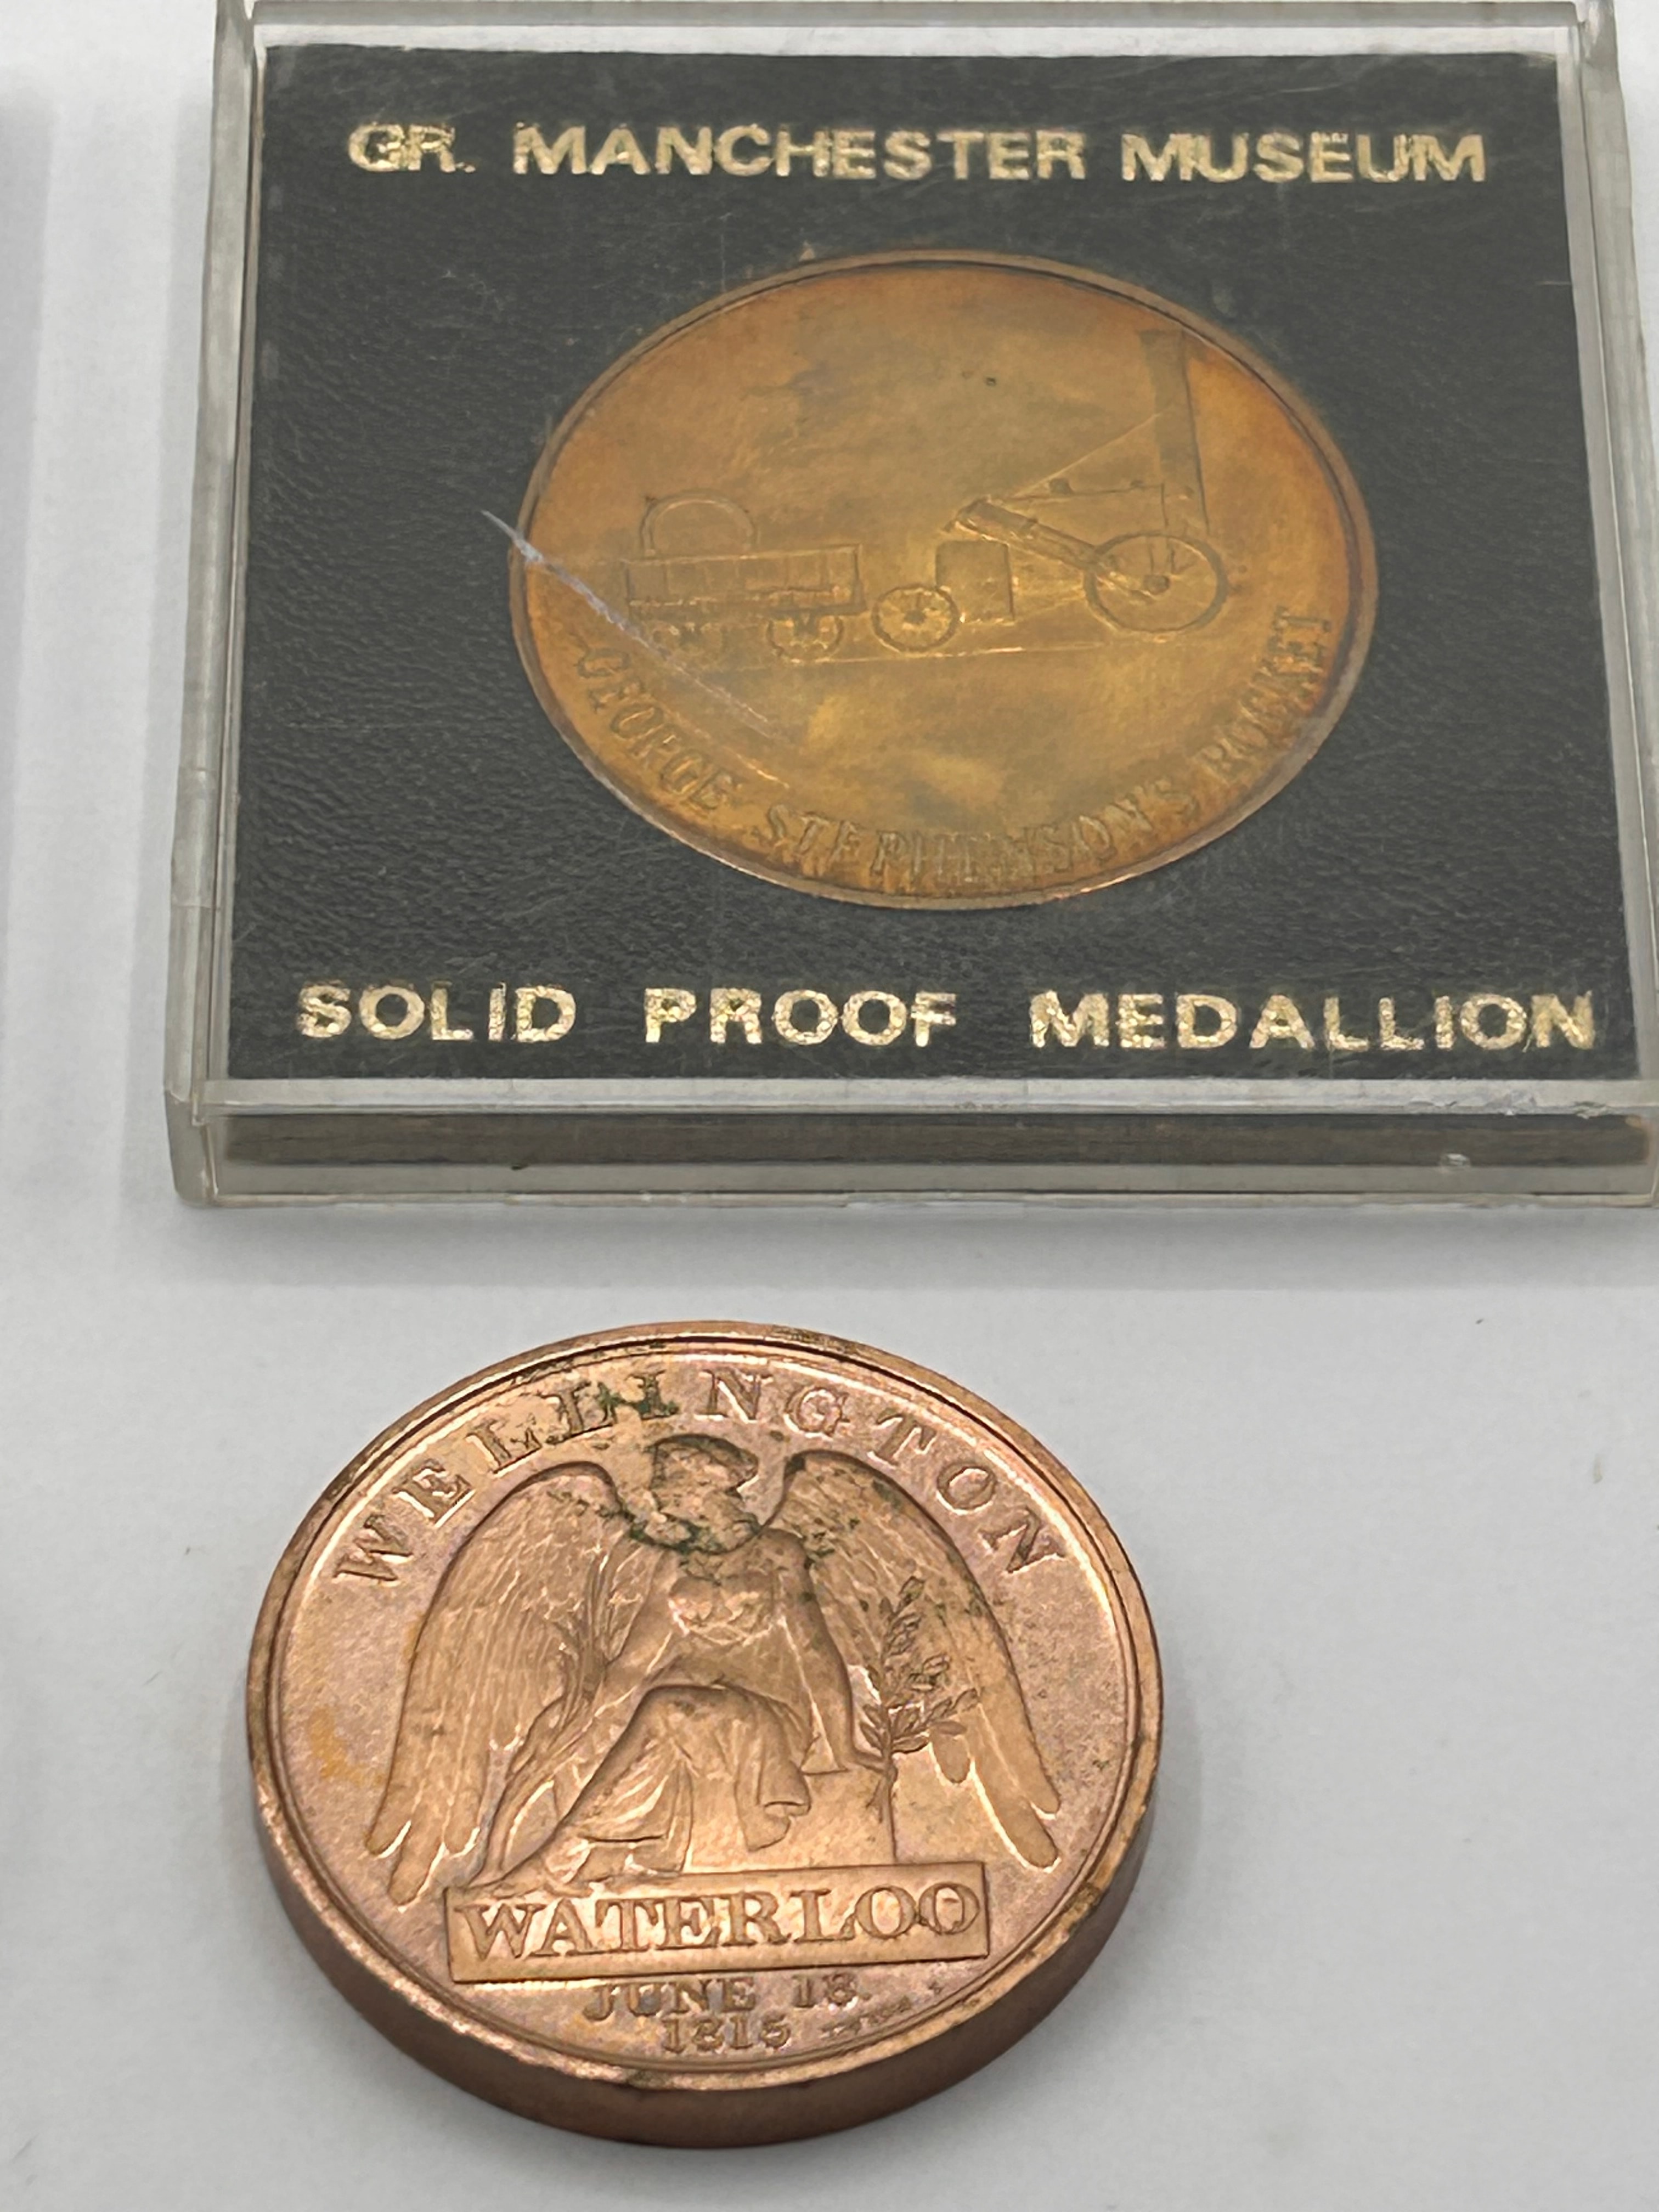 GR. MANCHESTER MUSEUM
GEORGE STEPHENSON'S ROCKET
SOLID PROOF MEDALLION
WELLINGTON
WATERLOO
JUNE 18.
1815